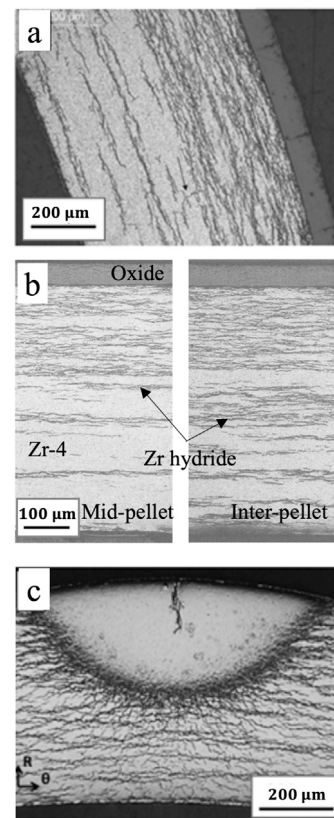 a
200 µm
b
Oxide
Zr-4
Zr hydride
100 µm
Mid-pellet
Inter-pellet
c
R
θ
200 µm